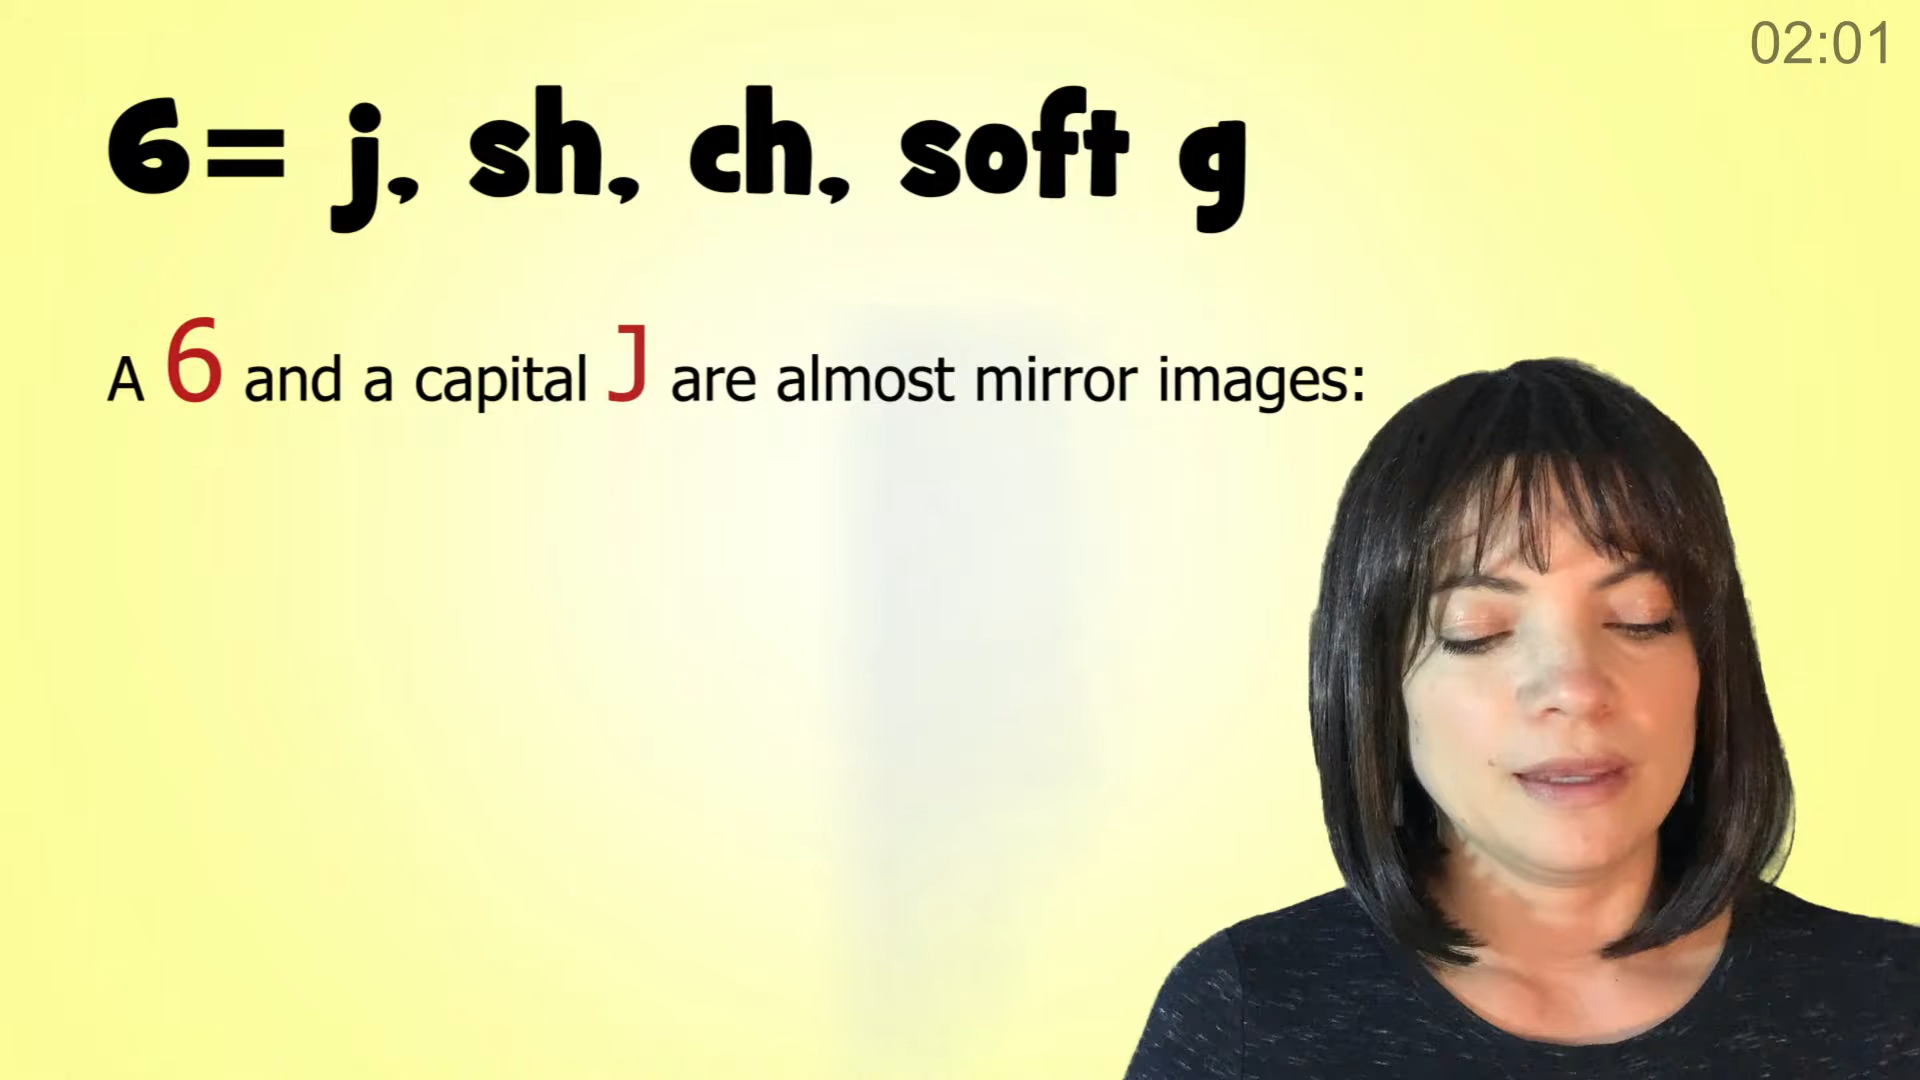 02:01
6= j, sh, ch, soft g
A 6 and a capital J are almost mirror images: